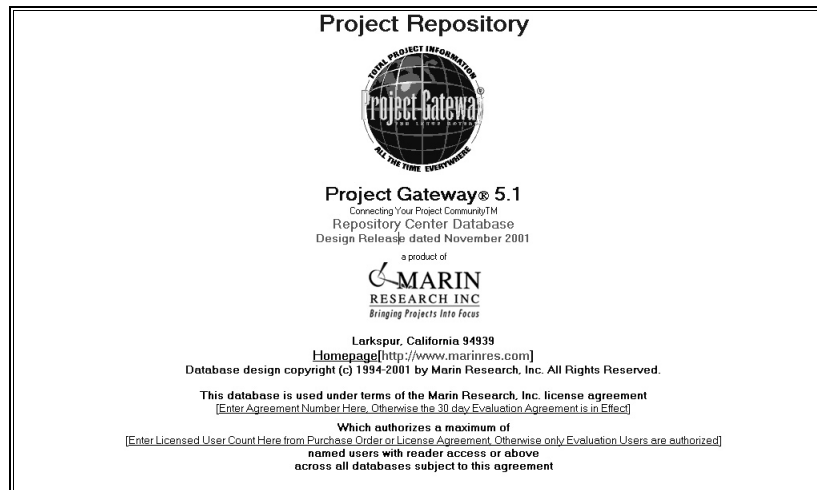 Project Repository
TOTAL PROJECT INFORMATION
Project Gateway®
ALL THE TIME EVERYWHERE
Project Gateway® 5.1
Connecting Your Project CommunityTM
Repository Center Database
Design Release dated November 2001
a product of
MARIN
RESEARCH INC
Bringing Projects Into Focus
Larkspur, California 94939
Homepage[http://www.marinres.com]
Database design copyright (c) 1994-2001 by Marin Research, Inc. All Rights Reserved.
This database is used under terms of the Marin Research, Inc. license agreement
[Enter Agreement Number Here, Otherwise the 30 day Evaluation Agreement is in Effect]
Which authorizes a maximum of
[Enter Licensed User Count Here from Purchase Order or License Agreement, Otherwise only Evaluation Users are authorized]
named users with reader access or above
across all databases subject to this agreement